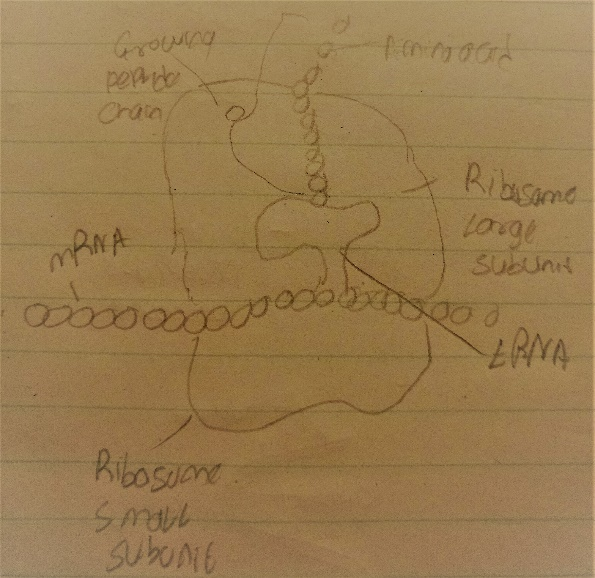 Growing
peptide
chain
Amino acid
Ribosome
Large
subunit
mRNA
tRNA
Ribosome
small
subunit